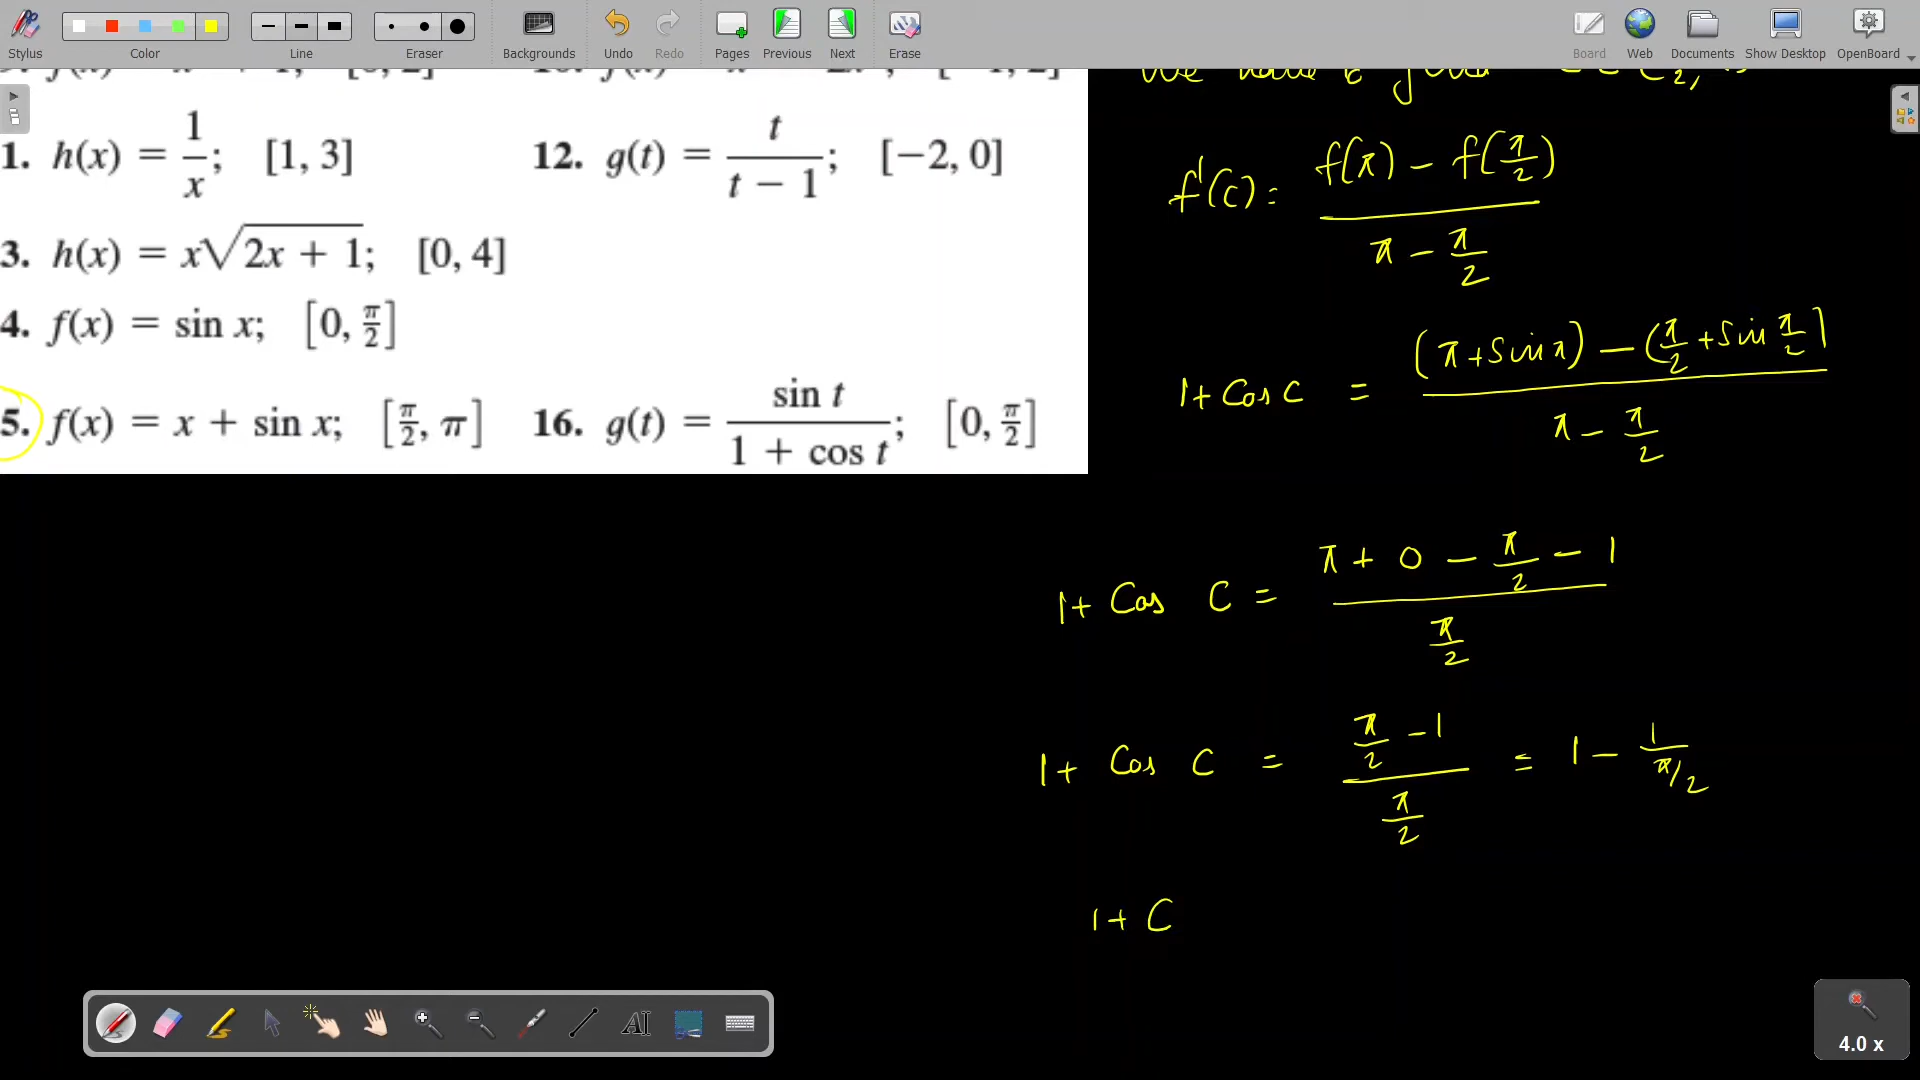 Stylus Color Line Eraser Backgrounds Undo Redo Pages Previous Next Erase Board Web Documents Show Desktop OpenBoard
1. h(x) = 1/x; [1, 3]
12. g(t) = t/(t − 1); [−2, 0]
3. h(x) = x√(2x + 1); [0, 4]
4. f(x) = sin x; [0, π/2]
5. f(x) = x + sin x; [π/2, π]
16. g(t) = sin t/(1 + cos t); [0, π/2]
We have
f'(c) = (f(π) − f(π/2))/(π − π/2)
1 + Cos C = ((π + Sin π) − (π/2 + Sin π/2))/(π − π/2)
1 + Cos C = (π + 0 − π/2 − 1)/(π/2)
1 + Cos C = (π/2 − 1)/(π/2) = 1 − 1/(π/2)
1 + C
4.0 x